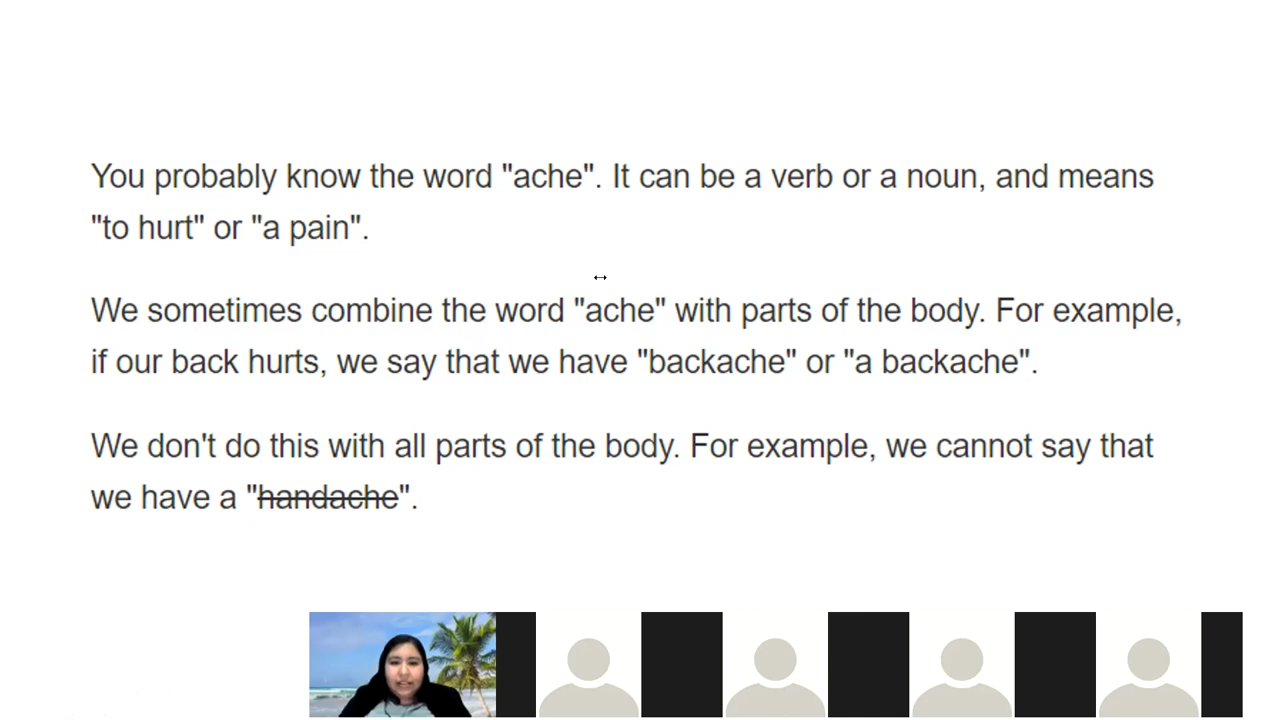 You probably know the word "ache". It can be a verb or a noun, and means
"to hurt" or "a pain".
We sometimes combine the word "ache" with parts of the body. For example,
if our back hurts, we say that we have "backache" or "a backache".
We don't do this with all parts of the body. For example, we cannot say that
we have a "handache".